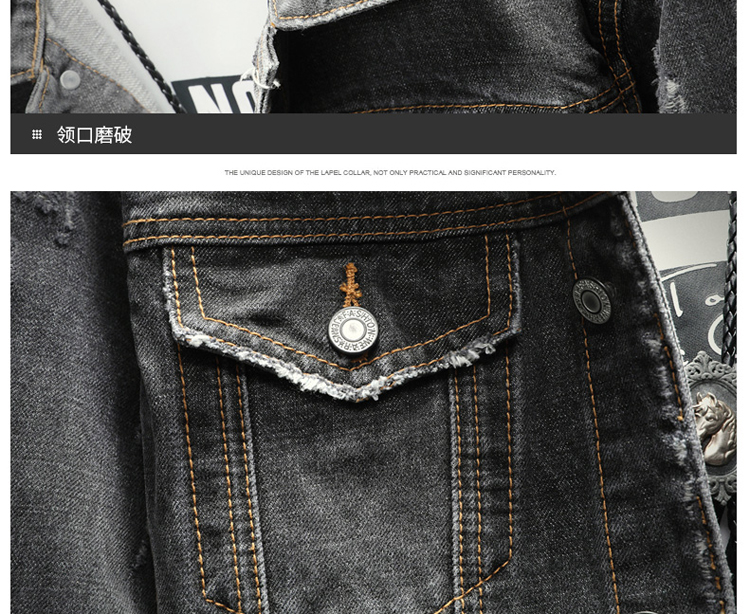 NO
领口磨破
THE UNIQUE DESIGN OF THE LAPEL COLLAR, NOT ONLY PRACTICAL AND SIGNIFICANT PERSONALITY.
FASHION